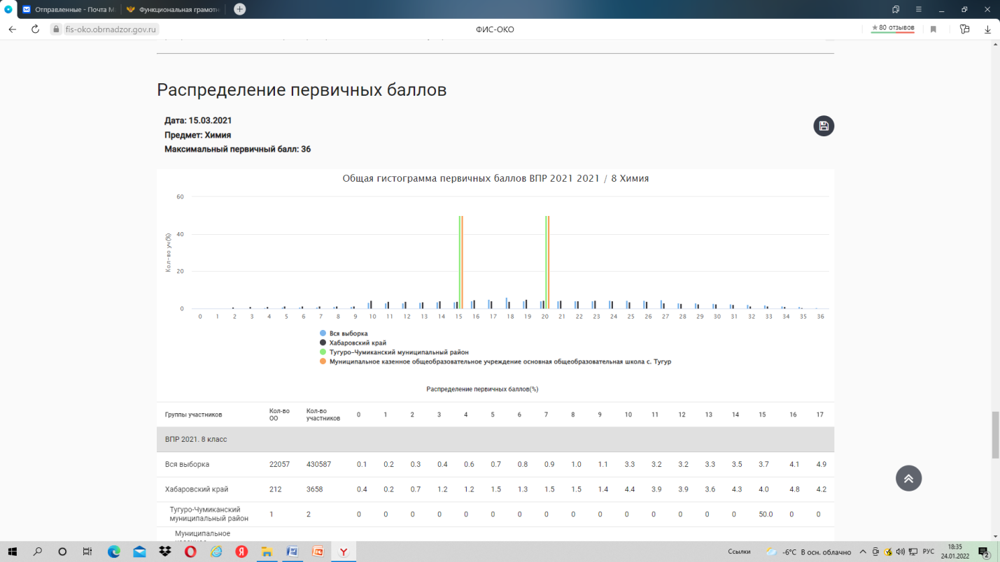 Отправленные - Почта М
Функциональная грамотн
fis-oko.obrnadzor.gov.ru
ФИС-ОКО
★ 80 отзывов
Распределение первичных баллов
Дата: 15.03.2021
Предмет: Химия
Максимальный первичный балл: 36
Общая гистограмма первичных баллов ВПР 2021 2021 / 8 Химия
60
40
20
0
Кол-во уч(%)
0 1 2 3 4 5 6 7 8 9 10 11 12 13 14 15 16 17 18 19 20 21 22 23 24 25 26 27 28 29 30 31 32 33 34 35 36
Вся выборка
Хабаровский край
Тугуро-Чумиканский муниципальный район
Муниципальное казенное общеобразовательное учреждение основная общеобразовательная школа с. Тугур
Распределение первичных баллов(%)
Группы участников Кол-во ОО Кол-во участников 0 1 2 3 4 5 6 7 8 9 10 11 12 13 14 15 16 17
ВПР 2021. 8 класс
Вся выборка 22057 430587 0.1 0.2 0.3 0.4 0.6 0.7 0.8 0.9 1.0 1.1 3.3 3.2 3.2 3.3 3.5 3.7 4.1 4.9
Хабаровский край 212 3658 0.4 0.2 0.7 1.2 1.2 1.5 1.3 1.5 1.5 1.4 4.4 3.9 3.9 3.6 4.3 4.0 4.8 4.2
Тугуро-Чумиканский
муниципальный район 1 2 0 0 0 0 0 0 0 0 0 0 0 0 0 0 0 50.0 0 0
Муниципальное
Ссылки
-6°C В осн. облачно
РУС
18:35
24.01.2022
2